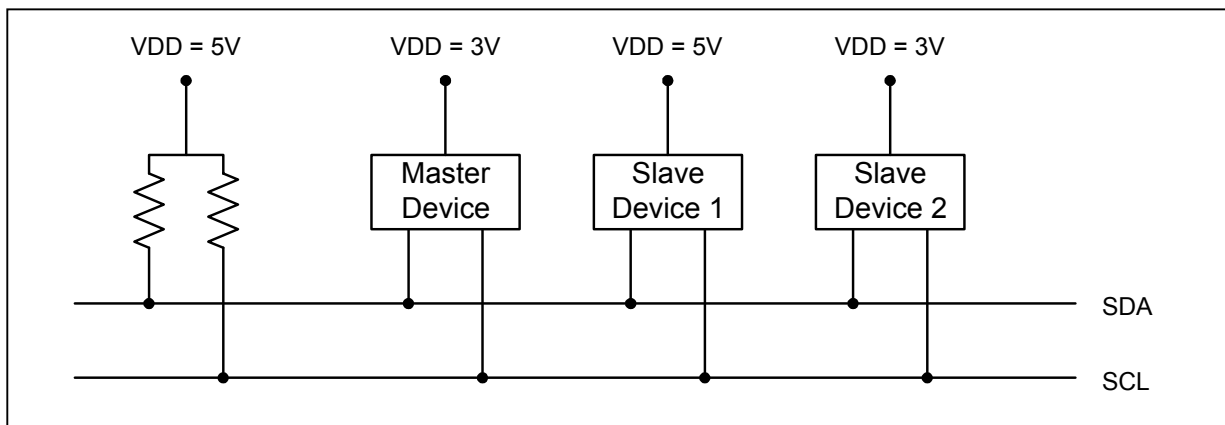 VDD = 5V
VDD = 3V
VDD = 5V
VDD = 3V
Master
Device
Slave
Device 1
Slave
Device 2
SDA
SCL